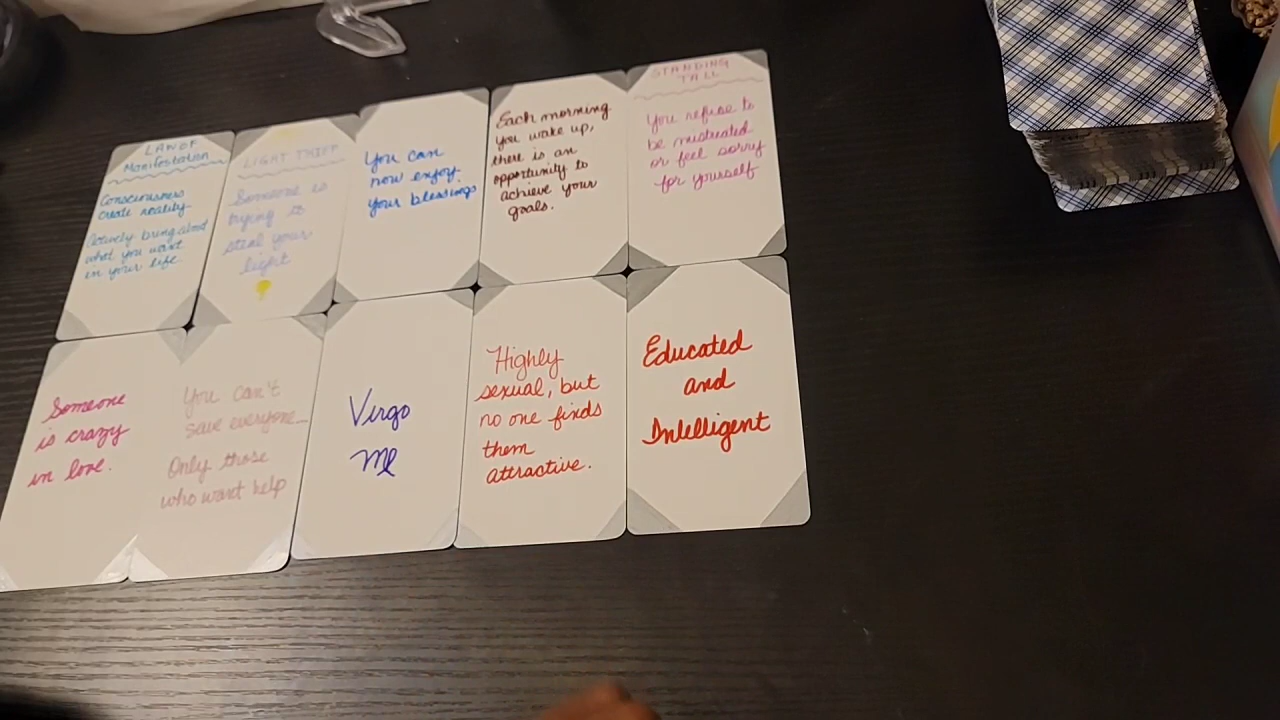 LAW OF
Manifestation
Consciousness
create reality
Actively bring about
what you want
in your life.
LIGHT THIEF
Someone is
trying to
steal your
light
You can
now enjoy
your blessings
Each morning
you wake up,
there is an
opportunity to
achieve your
goals.
STANDING
TALL
You refuse to
be mistreated
or feel sorry
for yourself
Someone
is crazy
in love.
You can't
save everyone...
Only those
who want help
Virgo
♍
Highly
sexual, but
no one finds
them
attractive.
Educated
and
Intelligent